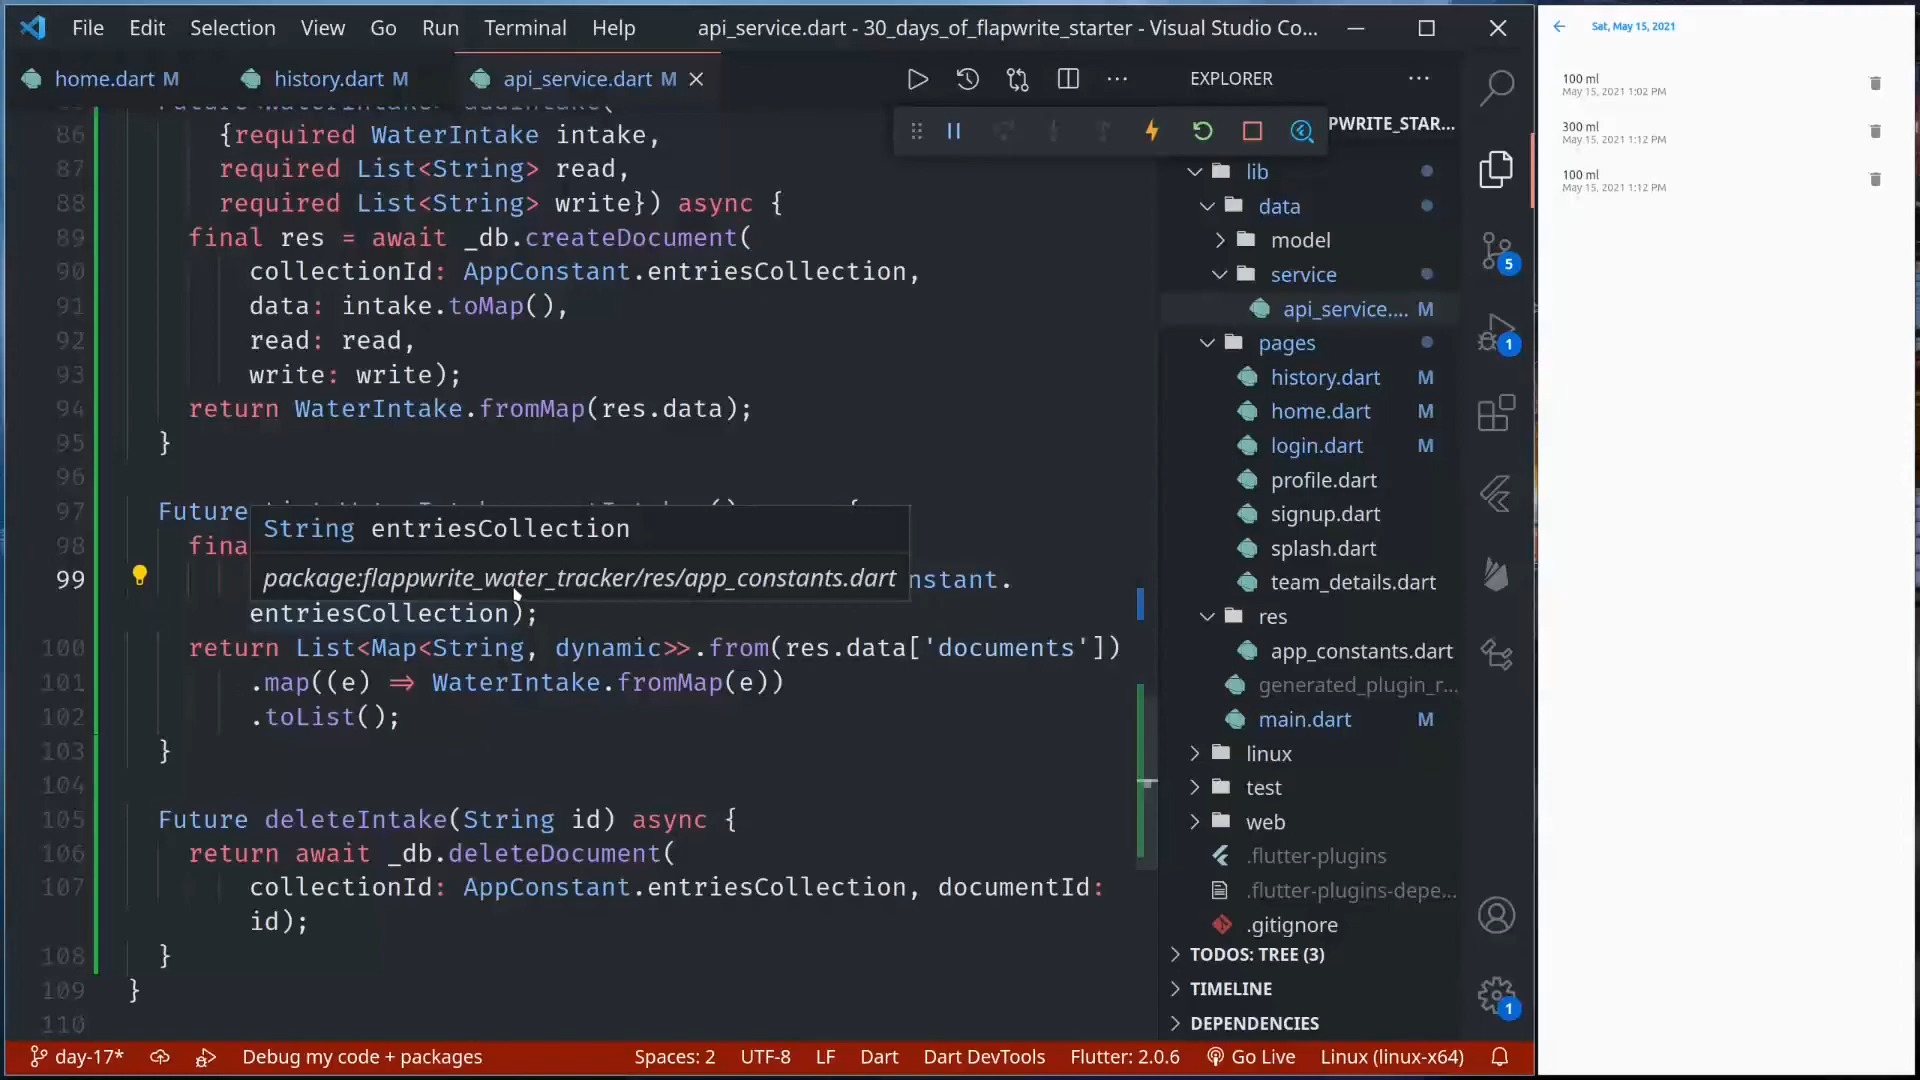 File Edit Selection View Go Run Terminal Help api_service.dart - 30_days_of_flapwrite_starter - Visual Studio Co...
home.dart M history.dart M api_service.dart M
EXPLORER
86 {required WaterIntake intake,
87 required List<String> read,
88 required List<String> write}) async {
89 final res = await _db.createDocument(
90 collectionId: AppConstant.entriesCollection,
91 data: intake.toMap(),
92 read: read,
93 write: write);
94 return WaterIntake.fromMap(res.data);
95 }
96
97 Future
98 fina
String entriesCollection
package:flappwrite_water_tracker/res/app_constants.dart
99 nstant.
entriesCollection);
100 return List<Map<String, dynamic>>.from(res.data['documents'])
101 .map((e) ⇒ WaterIntake.fromMap(e))
102 .toList();
103 }
104
105 Future deleteIntake(String id) async {
106 return await _db.deleteDocument(
107 collectionId: AppConstant.entriesCollection, documentId:
id);
108 }
109 }
110
PWRITE_STAR...
lib
data
model
service
api_service.... M
pages
history.dart M
home.dart M
login.dart M
profile.dart
signup.dart
splash.dart
team_details.dart
res
app_constants.dart
generated_plugin_r...
main.dart M
linux
test
web
.flutter-plugins
.flutter-plugins-depe...
.gitignore
TODOS: TREE (3)
TIMELINE
DEPENDENCIES
5
1
1
day-17* Debug my code + packages Spaces: 2 UTF-8 LF Dart Dart DevTools Flutter: 2.0.6 Go Live Linux (linux-x64)
Sat, May 15, 2021
100 ml
May 15, 2021 1:02 PM
300 ml
May 15, 2021 1:12 PM
100 ml
May 15, 2021 1:12 PM